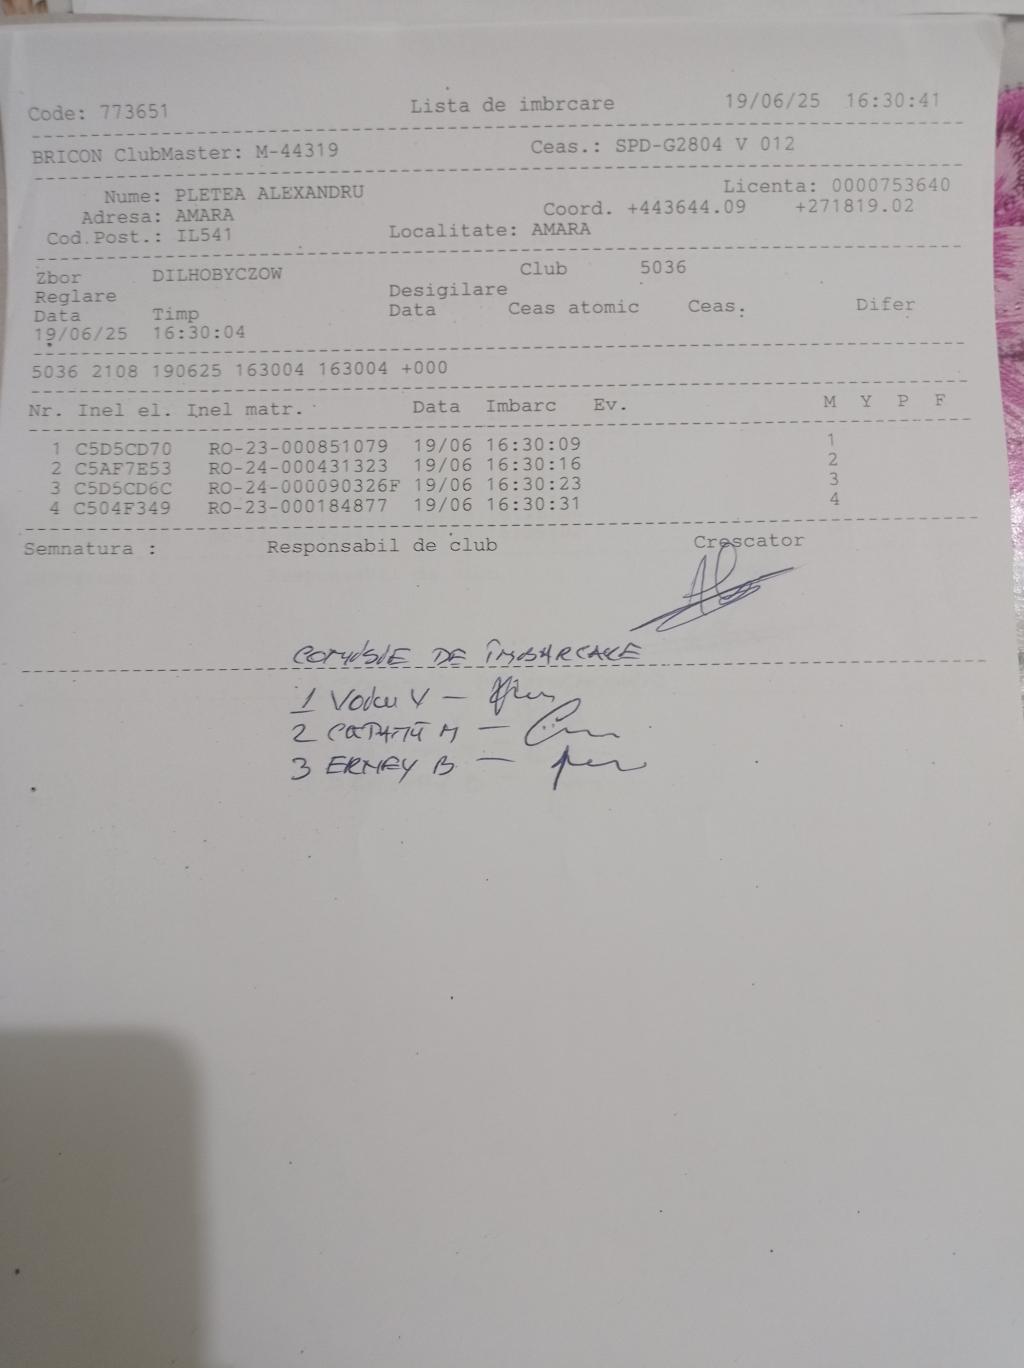 Code: 773651 Lista de imbrcare 19/06/25 16:30:41
BRICON ClubMaster: M-44319 Ceas.: SPD-G2804 V 012
Nume: PLETEA ALEXANDRU Licenta: 0000753640
Adresa: AMARA Coord. +443644.09 +271819.02
Cod.Post.: IL541 Localitate: AMARA
Zbor DILHOBYCZOW Club 5036
Reglare Desigilare
Data Timp Data Ceas atomic Ceas. Difer
19/06/25 16:30:04
5036 2108 190625 163004 163004 +000
Nr. Inel el. Inel matr. Data Imbarc Ev. M Y P F
1 C5D5CD70 RO-23-000851079 19/06 16:30:09 1
2 C5AF7E53 RO-24-000431323 19/06 16:30:16 2
3 C5D5CD6C RO-24-000090326F 19/06 16:30:23 3
4 C504F349 RO-23-000184877 19/06 16:30:31 4
Semnatura : Responsabil de club Crescator
COMISIE DE ÎMBARCARE
1 Voicu V —
2 M —
3 ERNEY B —